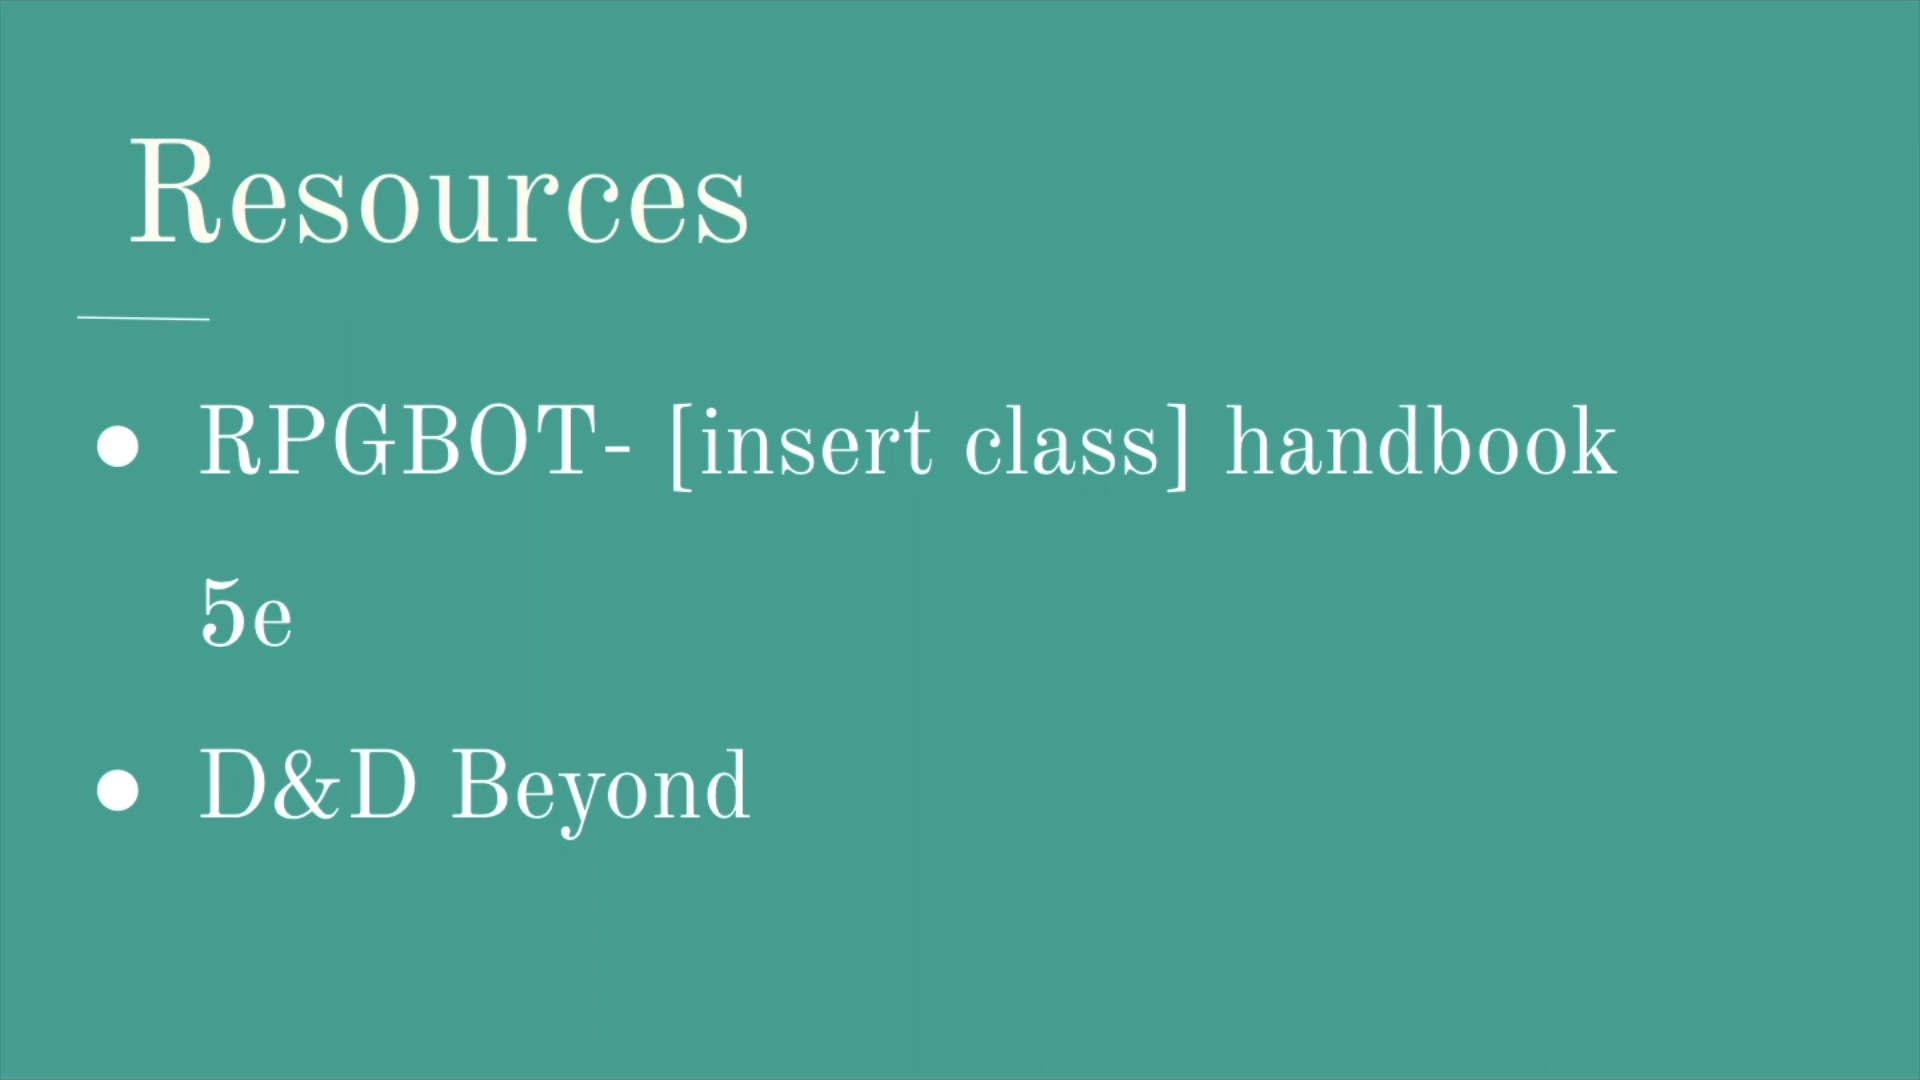 Resources
● RPGBOT- [insert class] handbook
5e
● D&D Beyond